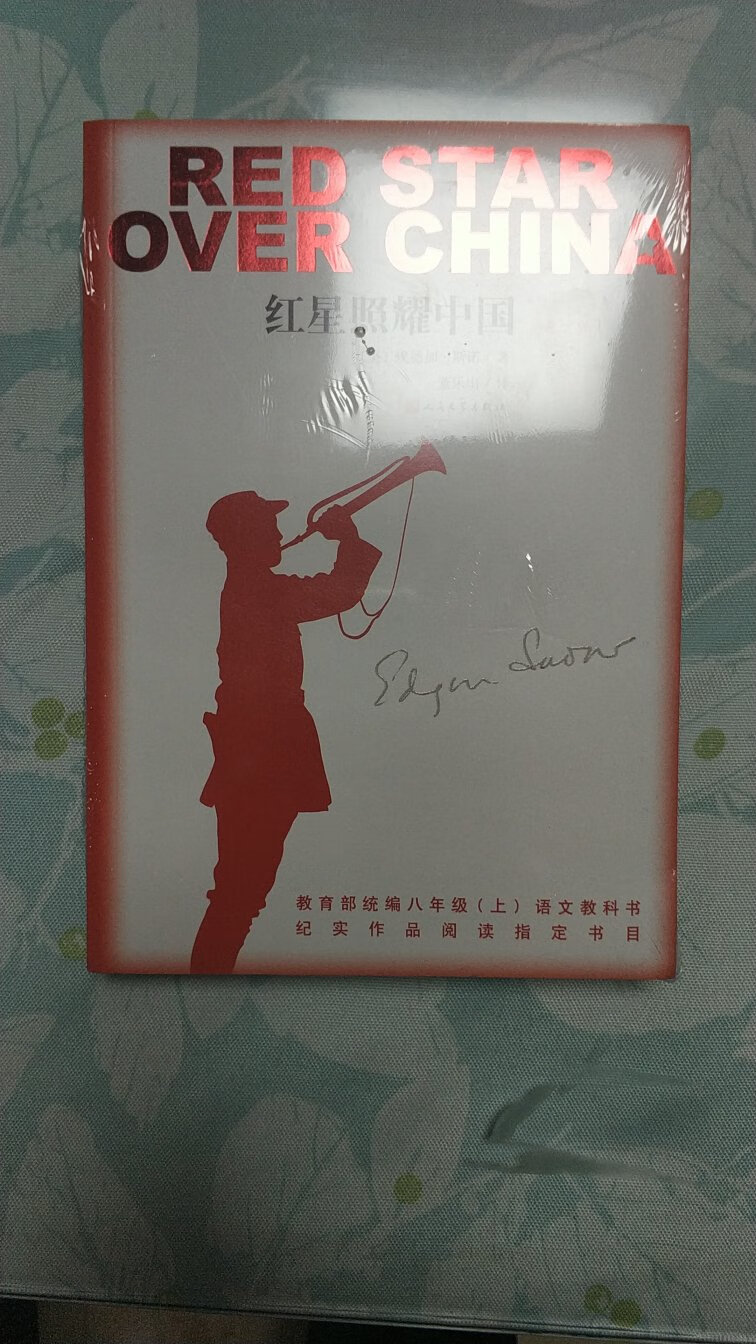 RED STAR
OVER CHINA
红星照耀中国
Edgar Snow
教育部统编八年级（上）语文教科书
纪实作品阅读指定书目